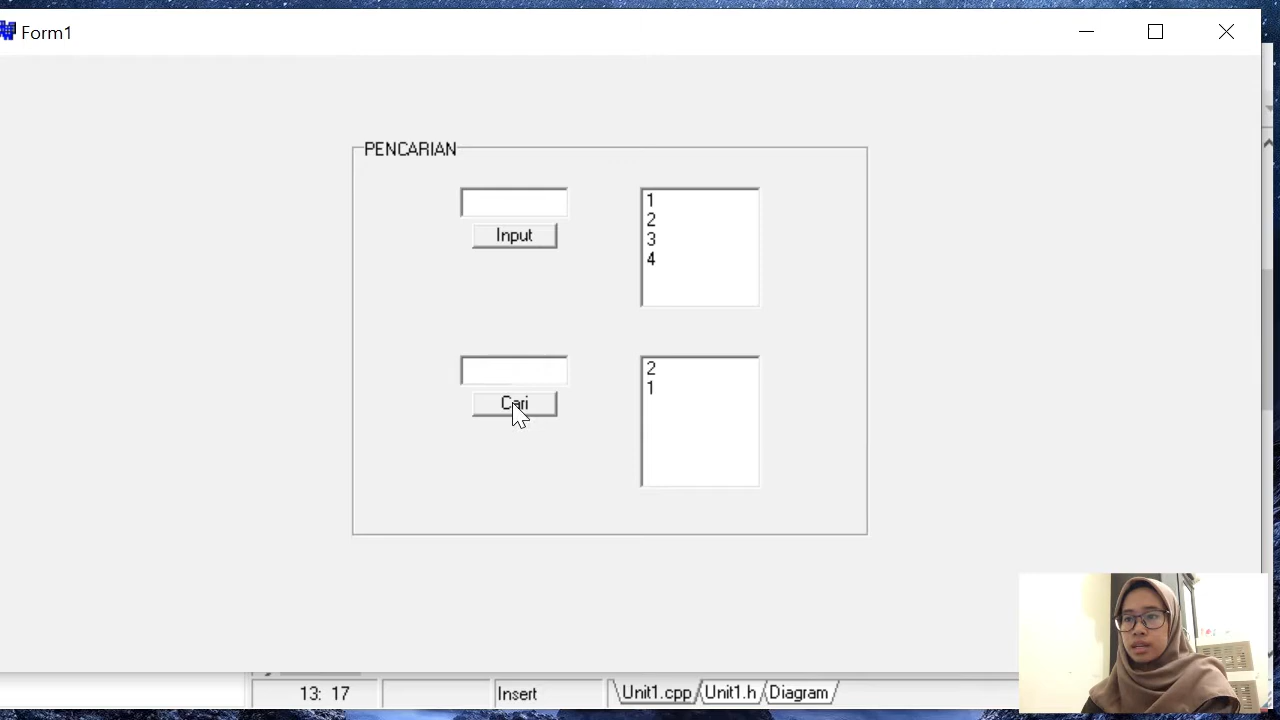 Form1
PENCARIAN
Input
1
2
3
4
Cari
2
1
13: 17
Insert
Unit1.cpp
Unit1.h
Diagram